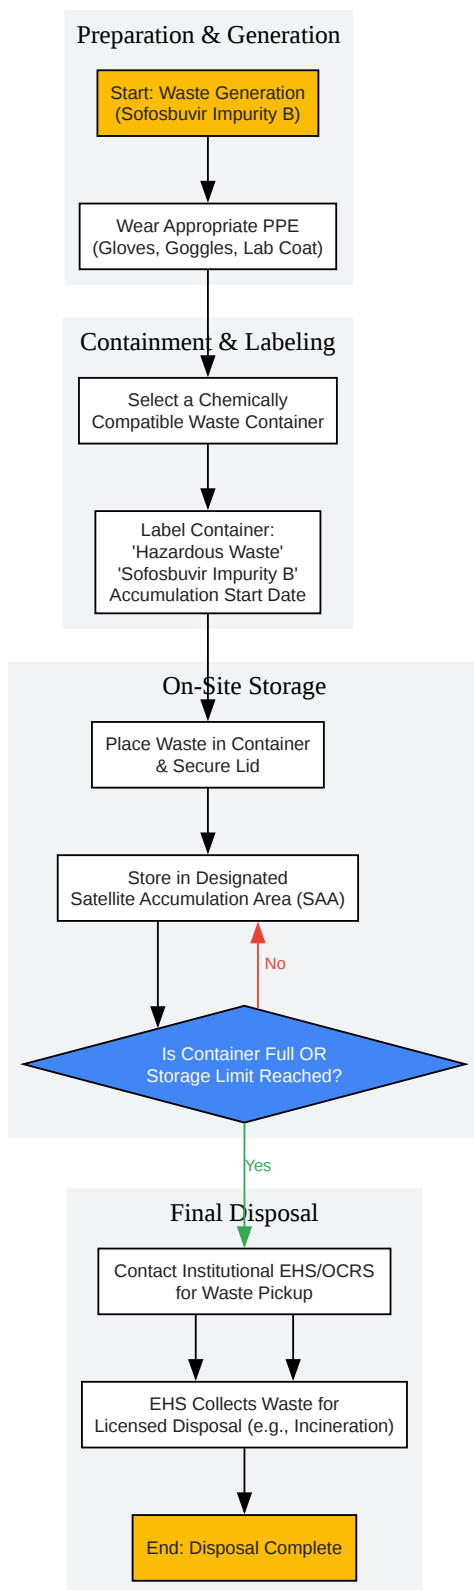 Preparation & Generation
Start: Waste Generation
(Sofosbuvir Impurity B)
Wear Appropriate PPE
(Gloves, Goggles, Lab Coat)
Containment & Labeling
Select a Chemically
Compatible Waste Container
Label Container:
'Hazardous Waste'
'Sofosbuvir Impurity B'
Accumulation Start Date
On-Site Storage
Place Waste in Container
& Secure Lid
Store in Designated
Satellite Accumulation Area (SAA)
No
Is Container Full OR
Storage Limit Reached?
Yes
Final Disposal
Contact Institutional EHS/OCRS
for Waste Pickup
EHS Collects Waste for
Licensed Disposal (e.g., Incineration)
End: Disposal Complete